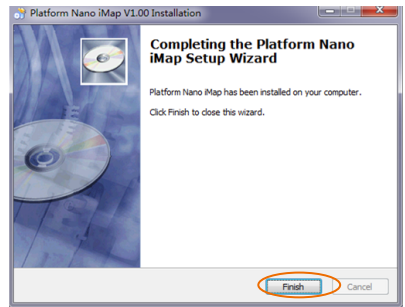 Platform Nano iMap V1.00 Installation
Completing the Platform Nano
iMap Setup Wizard
Platform Nano iMap has been installed on your computer.
Click Finish to close this wizard.
Finish
Cancel